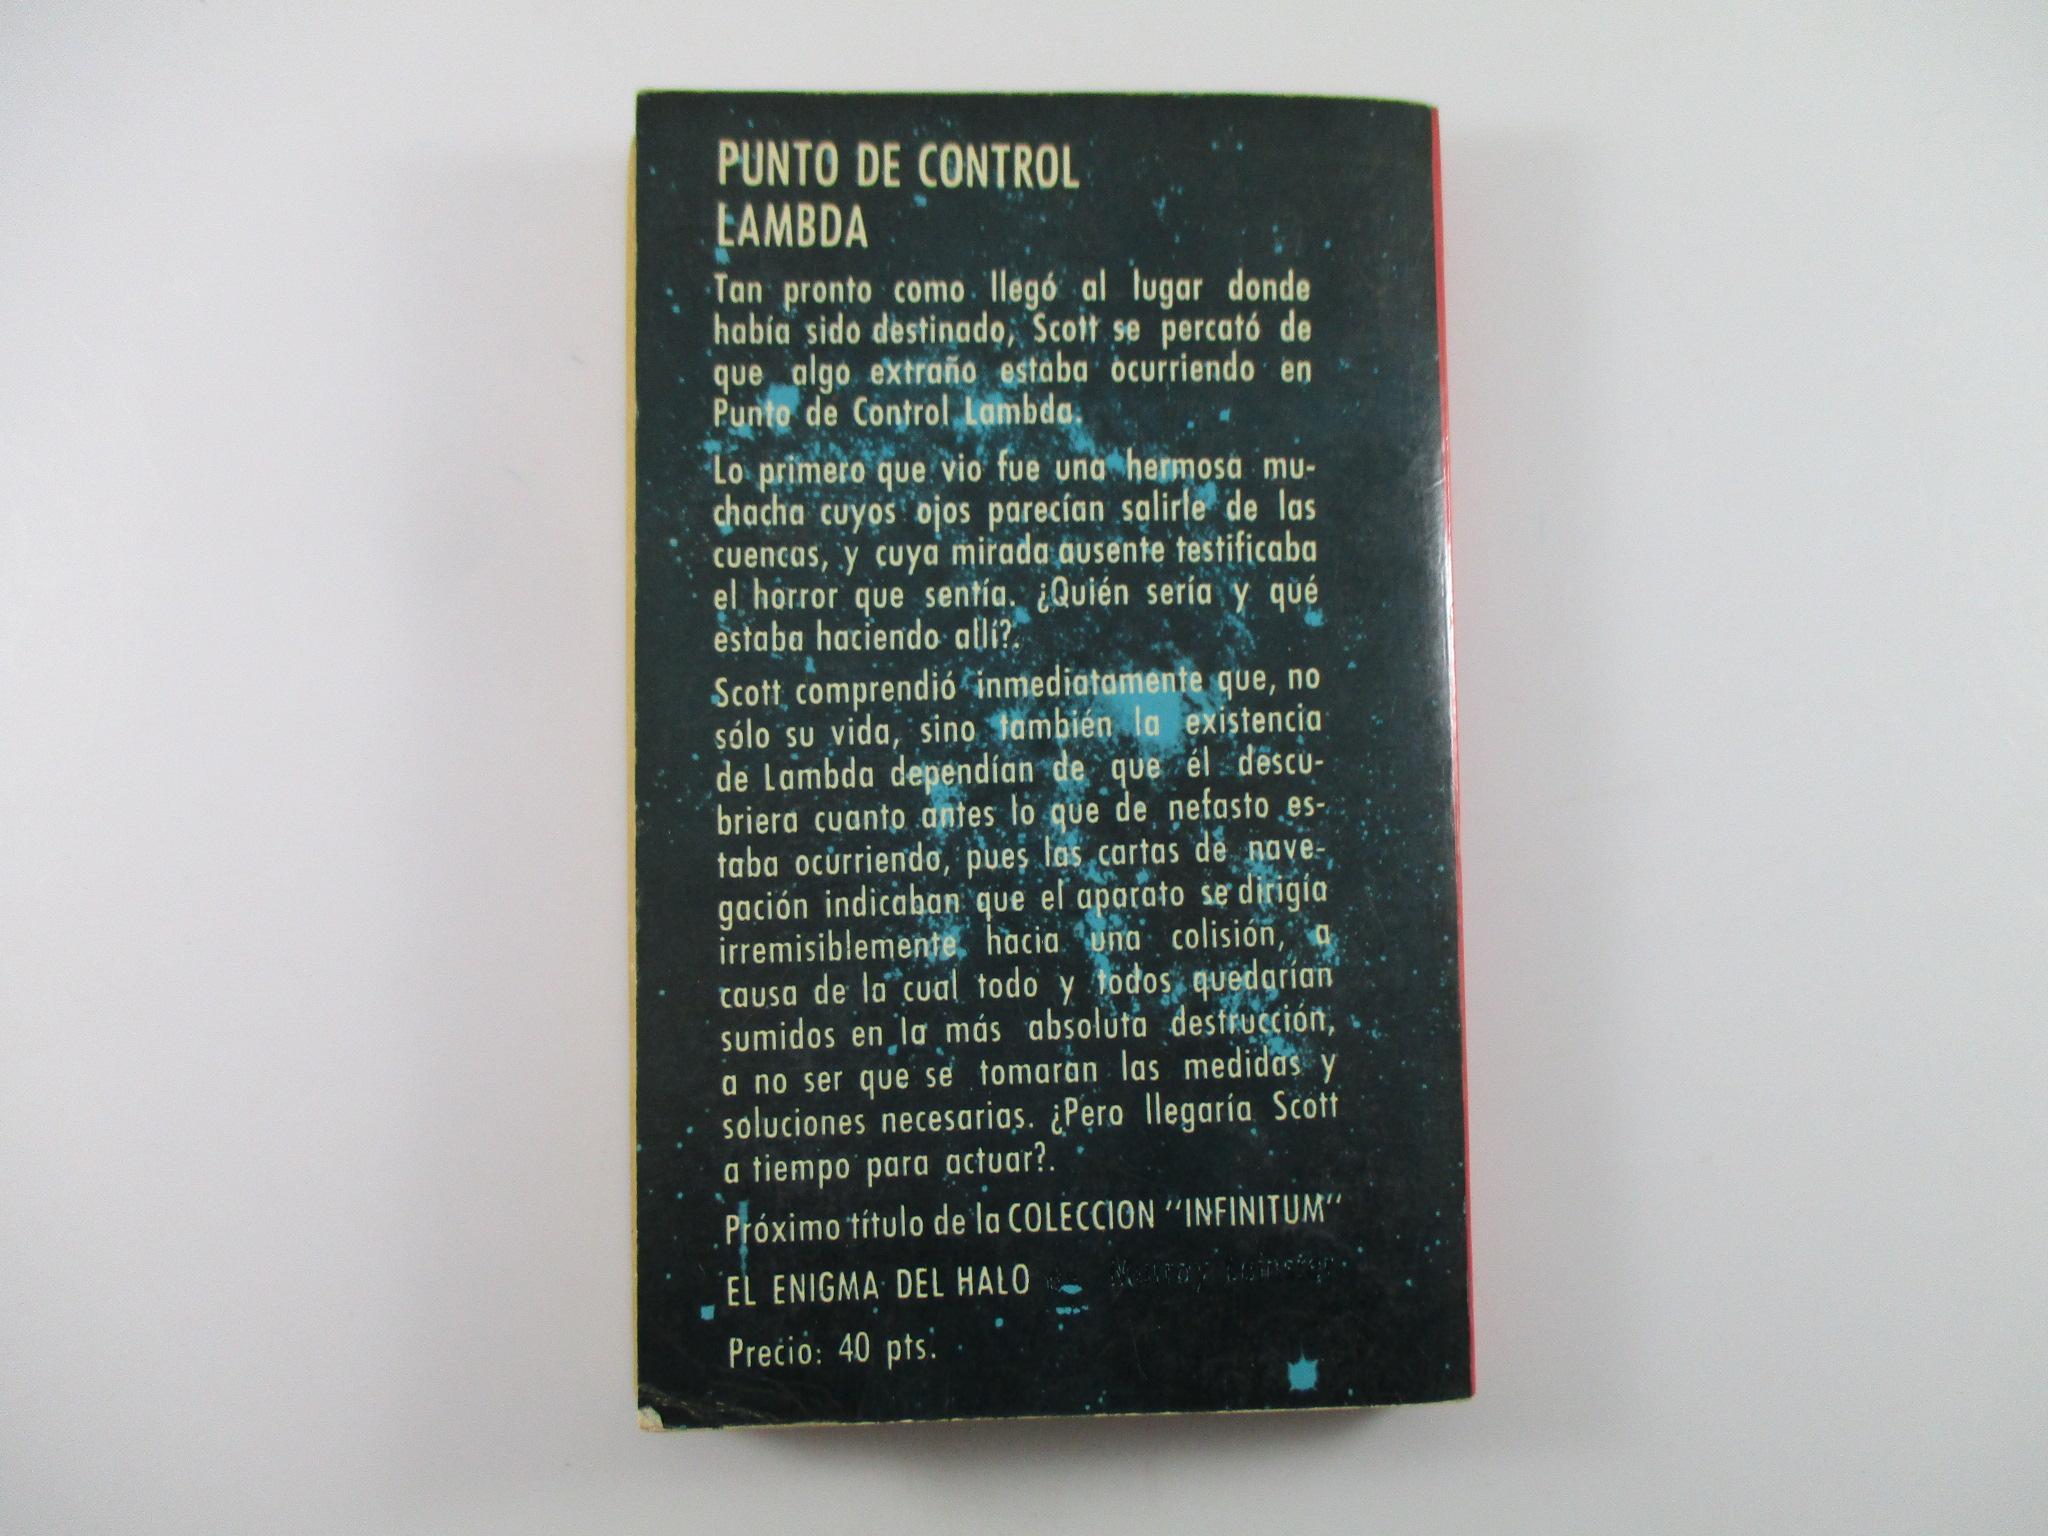 PUNTO DE CONTROL
LAMBDA
Tan pronto como llegó al lugar donde
había sido destinado, Scott se percató de
que algo extraño estaba ocurriendo en
Punto de Control Lambda.
Lo primero que vio fue una hermosa mu-
chacha cuyos ojos parecían salirle de las
cuencas, y cuya mirada ausente testificaba
el horror que sentía. ¿Quién sería y qué
estaba haciendo allí?.
Scott comprendió inmediatamente que, no
sólo su vida, sino también la existencia
de Lambda dependían de que él descu-
briera cuanto antes lo que de nefasto es-
taba ocurriendo, pues las cartas de nave-
gación indicaban que el aparato se dirigía
irremisiblemente hacia una colisión, a
causa de la cual todo y todos quedarían
sumidos en la más absoluta destrucción,
a no ser que se tomaran las medidas y
soluciones necesarias. ¿Pero llegaría Scott
a tiempo para actuar?.
Próximo título de la COLECCION "INFINITUM"
EL ENIGMA DEL HALO
Precio: 40 pts.